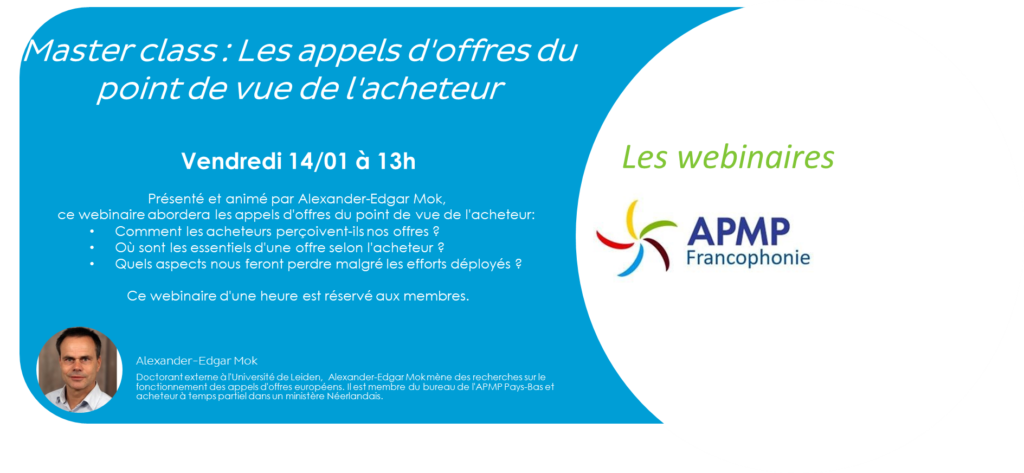 Master class : Les appels d'offres du
point de vue de l'acheteur
Vendredi 14/01 à 13h
Présenté et animé par Alexander-Edgar Mok,
ce webinaire abordera les appels d'offres du point de vue de l'acheteur:
• Comment les acheteurs perçoivent-ils nos offres ?
• Où sont les essentiels d'une offre selon l'acheteur ?
• Quels aspects nous feront perdre malgré les efforts déployés ?
Ce webinaire d'une heure est réservé aux membres.
Alexander-Edgar Mok
Doctorant externe à l'Université de Leiden, Alexander-Edgar Mok mène des recherches sur le
fonctionnement des appels d'offres européens. Il est membre du bureau de l'APMP Pays-Bas et
acheteur à temps partiel dans un ministère Néerlandais.
Les webinaires
APMP
Francophonie